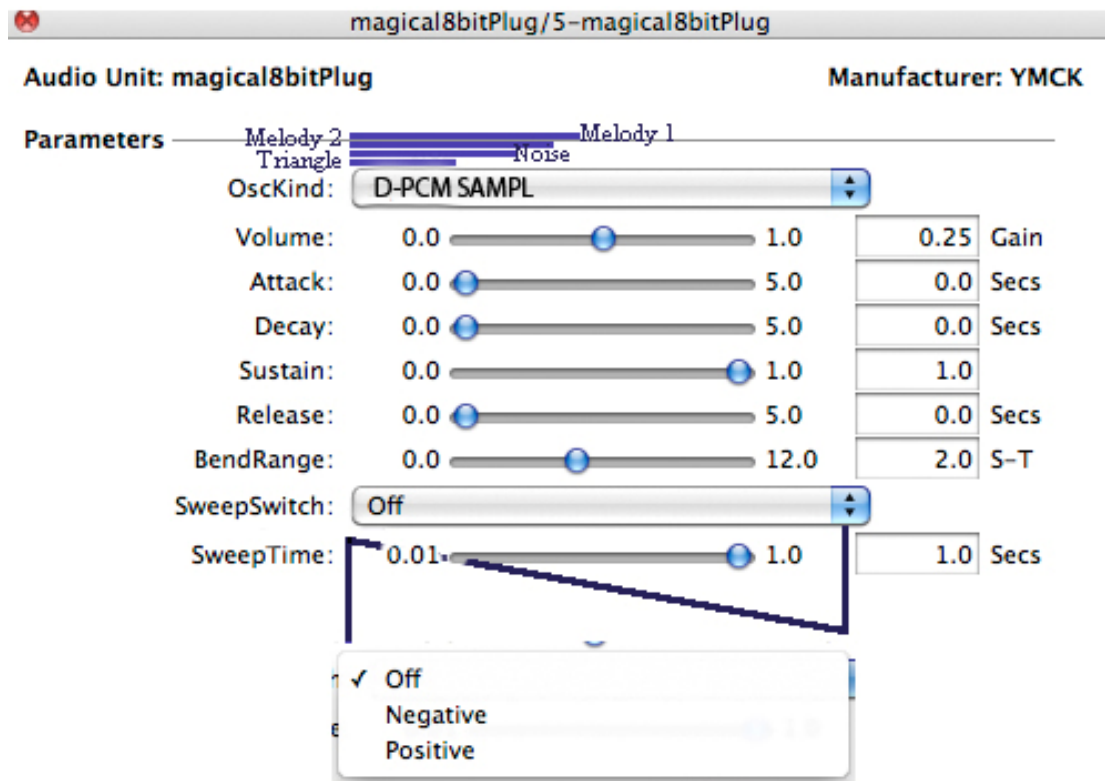 magical8bitPlug/5-magical8bitPlug
Audio Unit: magical8bitPlug Manufacturer: YMCK
Parameters Melody 2 Melody 1
Triangle Noise
OscKind: D-PCM SAMPL
Volume: 0.0 1.0 0.25 Gain
Attack: 0.0 5.0 0.0 Secs
Decay: 0.0 5.0 0.0 Secs
Sustain: 0.0 1.0 1.0
Release: 0.0 5.0 0.0 Secs
BendRange: 0.0 12.0 2.0 S-T
SweepSwitch: Off
SweepTime: 0.01 1.0 1.0 Secs
✓ Off
Negative
Positive